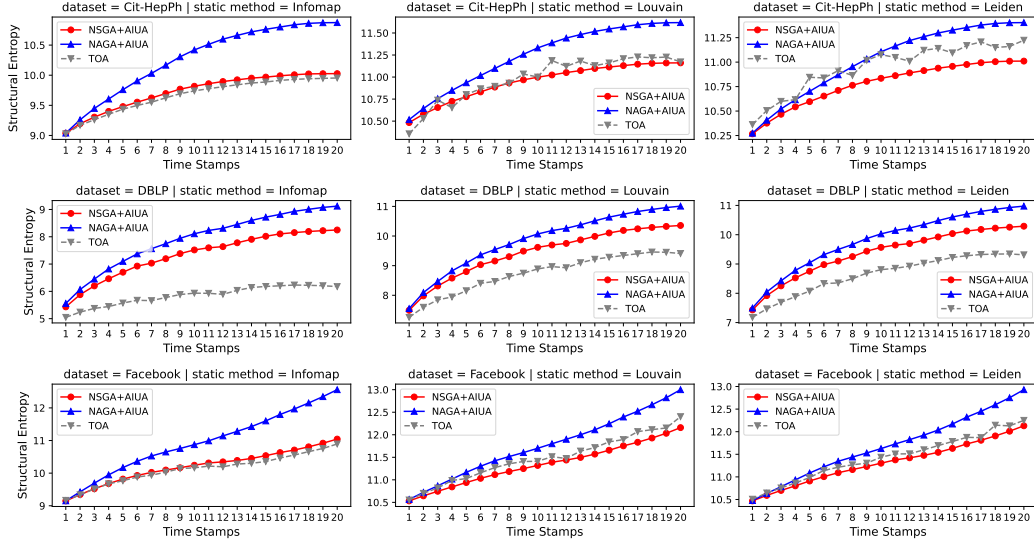 dataset = Cit-HepPh | static method = Infomap
Structural Entropy
10.5
10.0
9.5
9.0
NSGA+AIUA
NAGA+AIUA
TOA
1 2 3 4 5 6 7 8 9 10 11 12 13 14 15 16 17 18 19 20
Time Stamps
dataset = Cit-HepPh | static method = Louvain
11.50
11.25
11.00
10.75
10.50
NSGA+AIUA
NAGA+AIUA
TOA
1 2 3 4 5 6 7 8 9 10 11 12 13 14 15 16 17 18 19 20
Time Stamps
dataset = Cit-HepPh | static method = Leiden
11.25
11.00
10.75
10.50
10.25
NSGA+AIUA
NAGA+AIUA
TOA
1 2 3 4 5 6 7 8 9 10 11 12 13 14 15 16 17 18 19 20
Time Stamps
dataset = DBLP | static method = Infomap
Structural Entropy
9
8
7
6
5
NSGA+AIUA
NAGA+AIUA
TOA
1 2 3 4 5 6 7 8 9 10 11 12 13 14 15 16 17 18 19 20
Time Stamps
dataset = DBLP | static method = Louvain
11
10
9
8
NSGA+AIUA
NAGA+AIUA
TOA
1 2 3 4 5 6 7 8 9 10 11 12 13 14 15 16 17 18 19 20
Time Stamps
dataset = DBLP | static method = Leiden
11
10
9
8
7
NSGA+AIUA
NAGA+AIUA
TOA
1 2 3 4 5 6 7 8 9 10 11 12 13 14 15 16 17 18 19 20
Time Stamps
dataset = Facebook | static method = Infomap
Structural Entropy
12
11
10
9
NSGA+AIUA
NAGA+AIUA
TOA
1 2 3 4 5 6 7 8 9 10 11 12 13 14 15 16 17 18 19 20
Time Stamps
dataset = Facebook | static method = Louvain
13.0
12.5
12.0
11.5
11.0
10.5
NSGA+AIUA
NAGA+AIUA
TOA
1 2 3 4 5 6 7 8 9 10 11 12 13 14 15 16 17 18 19 20
Time Stamps
dataset = Facebook | static method = Leiden
13.0
12.5
12.0
11.5
11.0
10.5
NSGA+AIUA
NAGA+AIUA
TOA
1 2 3 4 5 6 7 8 9 10 11 12 13 14 15 16 17 18 19 20
Time Stamps